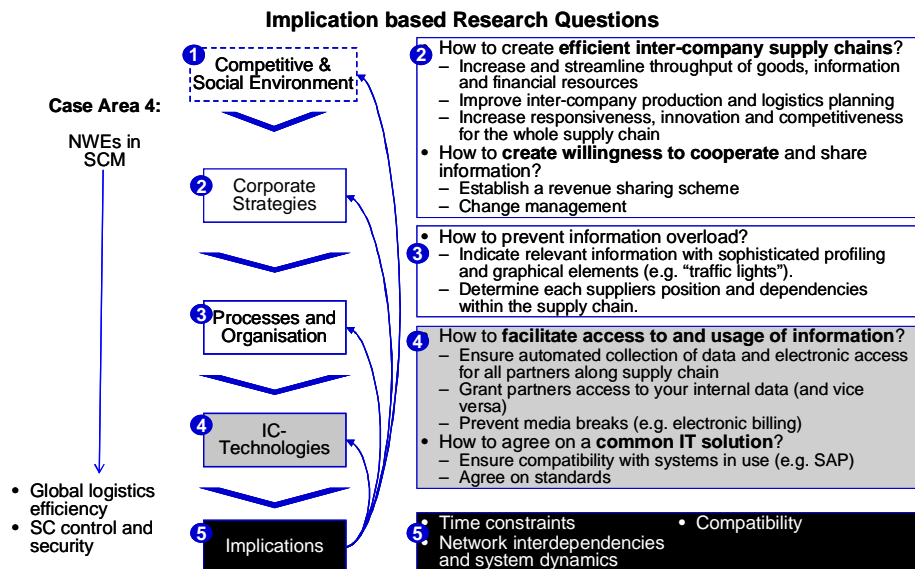 Implication based Research Questions
1
Competitive &
Social Environment
Case Area 4:
NWEs in
SCM
• Global logistics
efficiency
• SC control and
security
2
Corporate
Strategies
3
Processes and
Organisation
4
IC-
Technologies
5
Implications
2
• How to create efficient inter-company supply chains?
– Increase and streamline throughput of goods, information
and financial resources
– Improve inter-company production and logistics planning
– Increase responsiveness, innovation and competitiveness
for the whole supply chain
• How to create willingness to cooperate and share
information?
– Establish a revenue sharing scheme
– Change management
3
• How to prevent information overload?
– Indicate relevant information with sophisticated profiling
and graphical elements (e.g. “traffic lights”).
– Determine each suppliers position and dependencies
within the supply chain.
4
• How to facilitate access to and usage of information?
– Ensure automated collection of data and electronic access
for all partners along supply chain
– Grant partners access to your internal data (and vice
versa)
– Prevent media breaks (e.g. electronic billing)
• How to agree on a common IT solution?
– Ensure compatibility with systems in use (e.g. SAP)
– Agree on standards
5
• Time constraints
• Network interdependencies
and system dynamics
• Compatibility